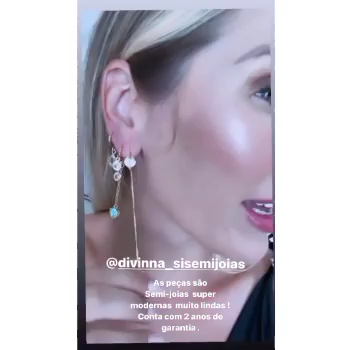 @divinna_sisemijoias
As peças são
Semi-joias super
modernas muito lindas !
Conta com 2 anos de
garantia .